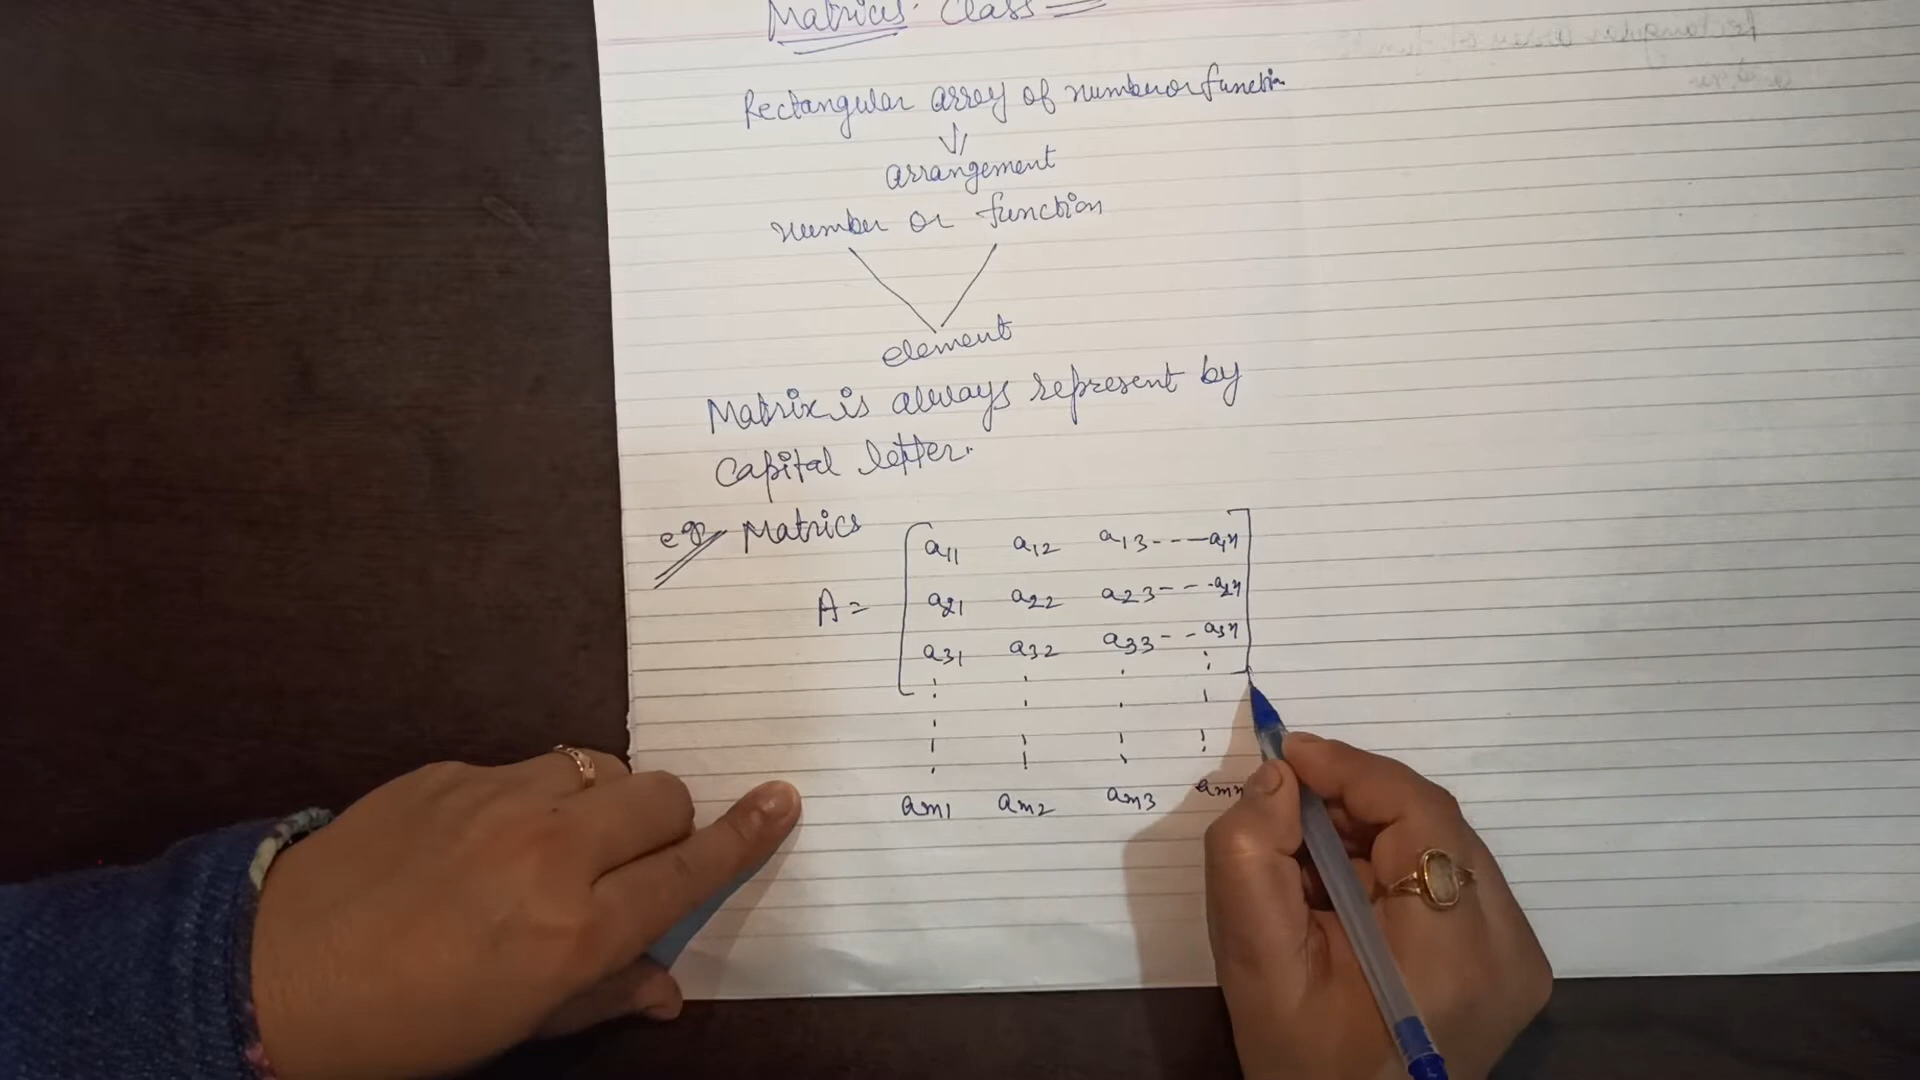 Matrices. Class
Rectangular array of number or function
arrangement
number or function
element
Matrix is always represent by
Capital letter.
eg Matrics
A = [ a11 a12 a13 - - - a1n ]
a21 a22 a23 - - - a2n
a31 a32 a33 - - a3n
am1 am2 am3 amn